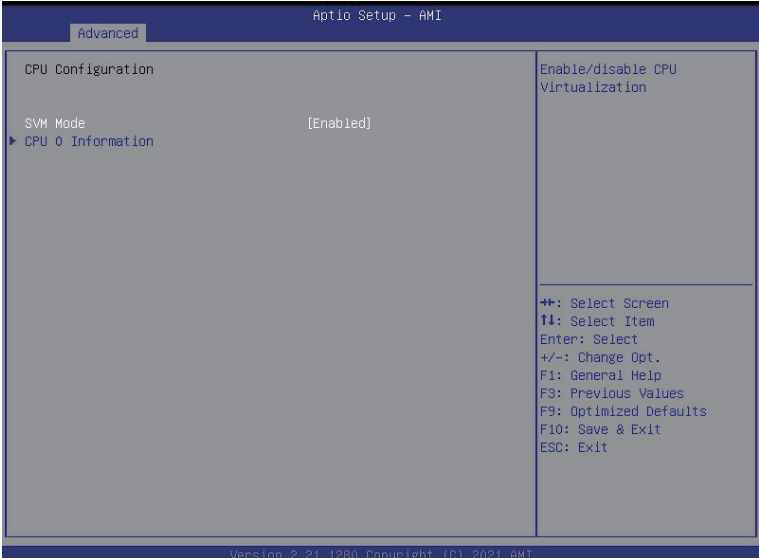 Aptio Setup – AMI
Advanced
CPU Configuration
SVM Mode [Enabled]
CPU 0 Information
Enable/disable CPU
Virtualization
→←: Select Screen
↑↓: Select Item
Enter: Select
+/-: Change Opt.
F1: General Help
F3: Previous Values
F9: Optimized Defaults
F10: Save & Exit
ESC: Exit
Version 2.21.1280 Copyright (C) 2021 AMI